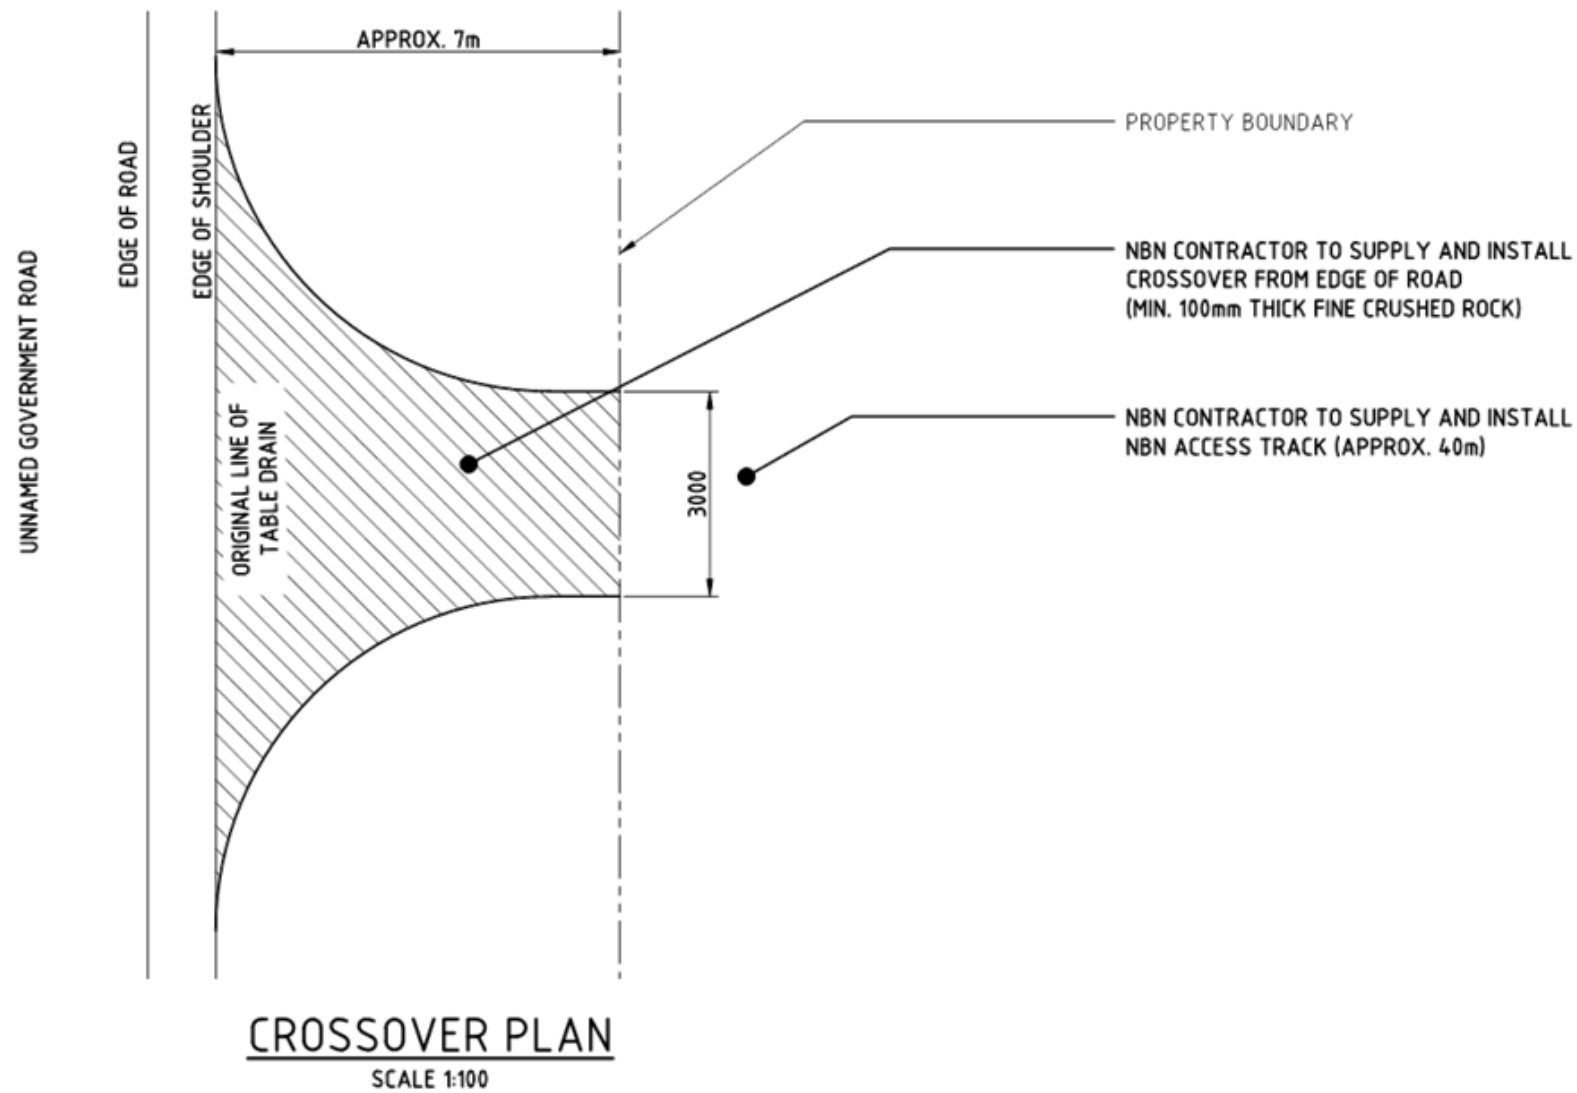 APPROX. 7m
UNNAMED GOVERNMENT ROAD
EDGE OF ROAD
EDGE OF SHOULDER
PROPERTY BOUNDARY
NBN CONTRACTOR TO SUPPLY AND INSTALL
CROSSOVER FROM EDGE OF ROAD
(MIN. 100mm THICK FINE CRUSHED ROCK)
ORIGINAL LINE OF
TABLE DRAIN
3000
NBN CONTRACTOR TO SUPPLY AND INSTALL
NBN ACCESS TRACK (APPROX. 40m)
CROSSOVER PLAN
SCALE 1:100